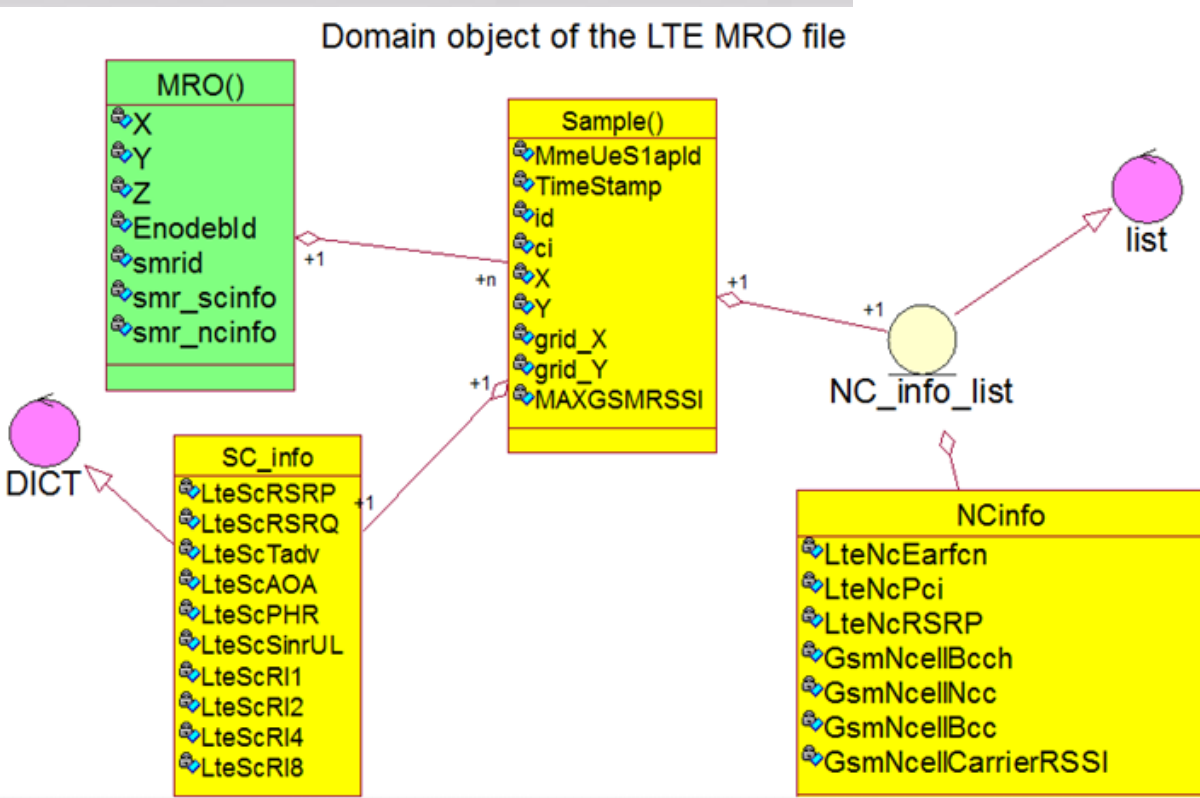 Domain object of the LTE MRO file
MRO()
X
Y
Z
EnodebId
smrid
smr_scinfo
smr_ncinfo
+1
+n
Sample()
MmeUeS1apId
TimeStamp
id
ci
X
Y
grid_X
grid_Y
MAXGSMRSSI
+1
+1
list
NC_info_list
+1
+1
DICT
SC_info
LteScRSRP
LteScRSRQ
LteScTadv
LteScAOA
LteScPHR
LteScSinrUL
LteScRI1
LteScRI2
LteScRI4
LteScRI8
NCinfo
LteNcEarfcn
LteNcPci
LteNcRSRP
GsmNcellBcch
GsmNcellNcc
GsmNcellBcc
GsmNcellCarrierRSSI